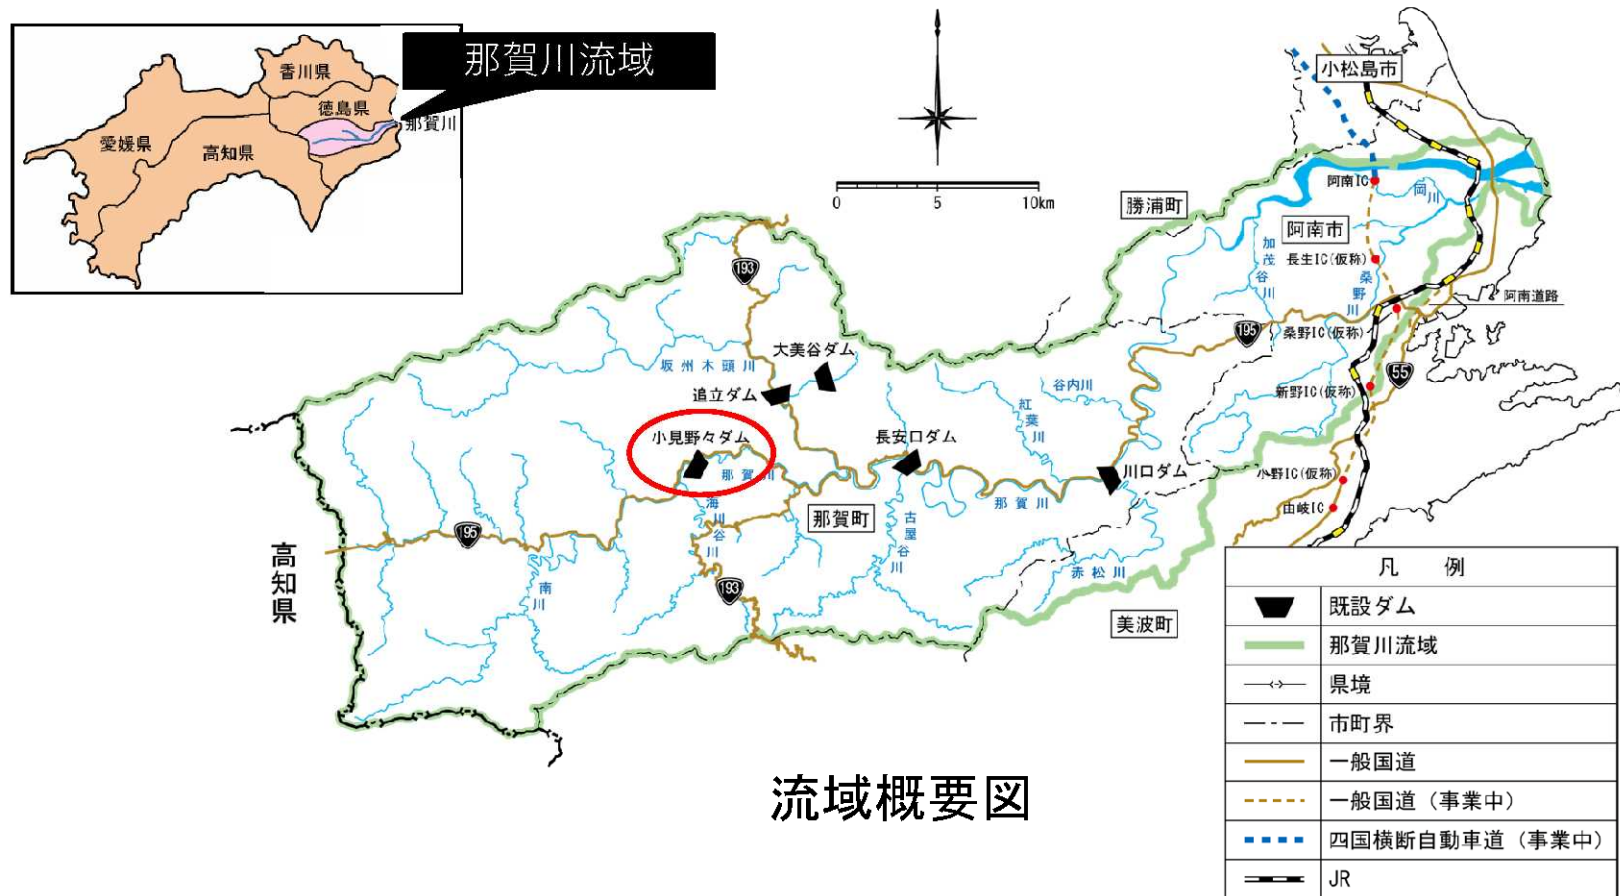 那賀川流域
香川県
徳島県
那賀川
愛媛県
高知県
0 5 10km
小松島市
勝浦町
阿南IC
岡川
阿南市
加茂谷川
長生IC(仮称)
桑野川
阿南道路
193
195
桑野IC(仮称)
大美谷ダム
坂州木頭川
追立ダム
谷内川
紅葉川
新野IC(仮称)
55
小見野々ダム
長安口ダム
那賀川
川口ダム
小野IC(仮称)
海川谷川
那賀町
古屋谷川
那賀川
由岐IC
195
高知県
南川
193
赤松川
美波町
凡例
既設ダム
那賀川流域
県境
市町界
一般国道
一般国道（事業中）
四国横断自動車道（事業中）
JR
流域概要図